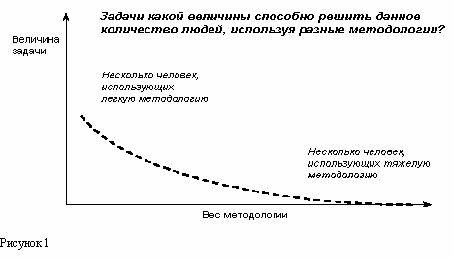 Задачи какой величины способно решить данное
количество людей, используя разные методологии?
Величина
задачи
Несколько человек,
использующих
легкую методологию
Несколько человек,
использующих тяжелую
методологию
Вес методологии
Рисунок 1